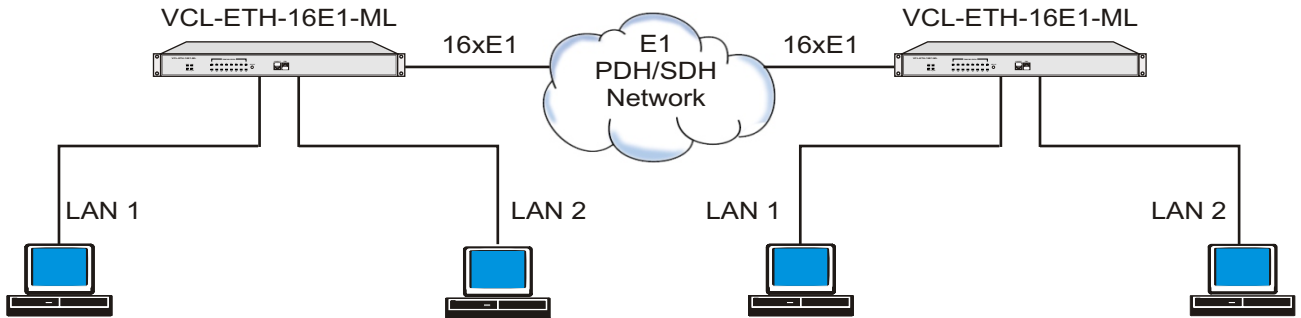 VCL-ETH-16E1-ML
VCL-ETH-16E1-ML
16xE1
E1
PDH/SDH
Network
16xE1
LAN 1
LAN 2
LAN 1
LAN 2